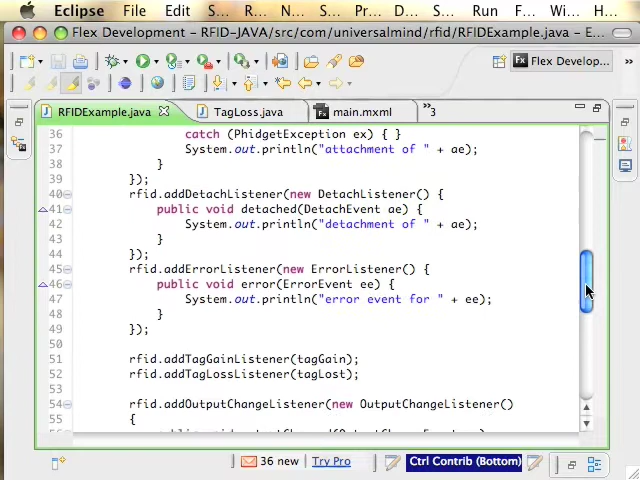 Eclipse File Edit S... R... N... S... Pr... D... S... Run F... Wi... H...
Flex Development - RFID-JAVA/src/com/universalmind/rfid/RFIDExample.java – E...
Flex Develop...
RFIDExample.java TagLoss.java main.mxml »3
36 catch (PhidgetException ex) { }
37 System.out.println("attachment of " + ae);
38 }
39 });
40 rfid.addDetachListener(new DetachListener() {
41 public void detached(DetachEvent ae) {
42 System.out.println("detachment of " + ae);
43 }
44 });
45 rfid.addErrorListener(new ErrorListener() {
46 public void error(ErrorEvent ee) {
47 System.out.println("error event for " + ee);
48 }
49 });
50
51 rfid.addTagGainListener(tagGain);
52 rfid.addTagLossListener(tagLost);
53
54 rfid.addOutputChangeListener(new OutputChangeListener()
55 {
36 new Try Pro Ctrl Contrib (Bottom)